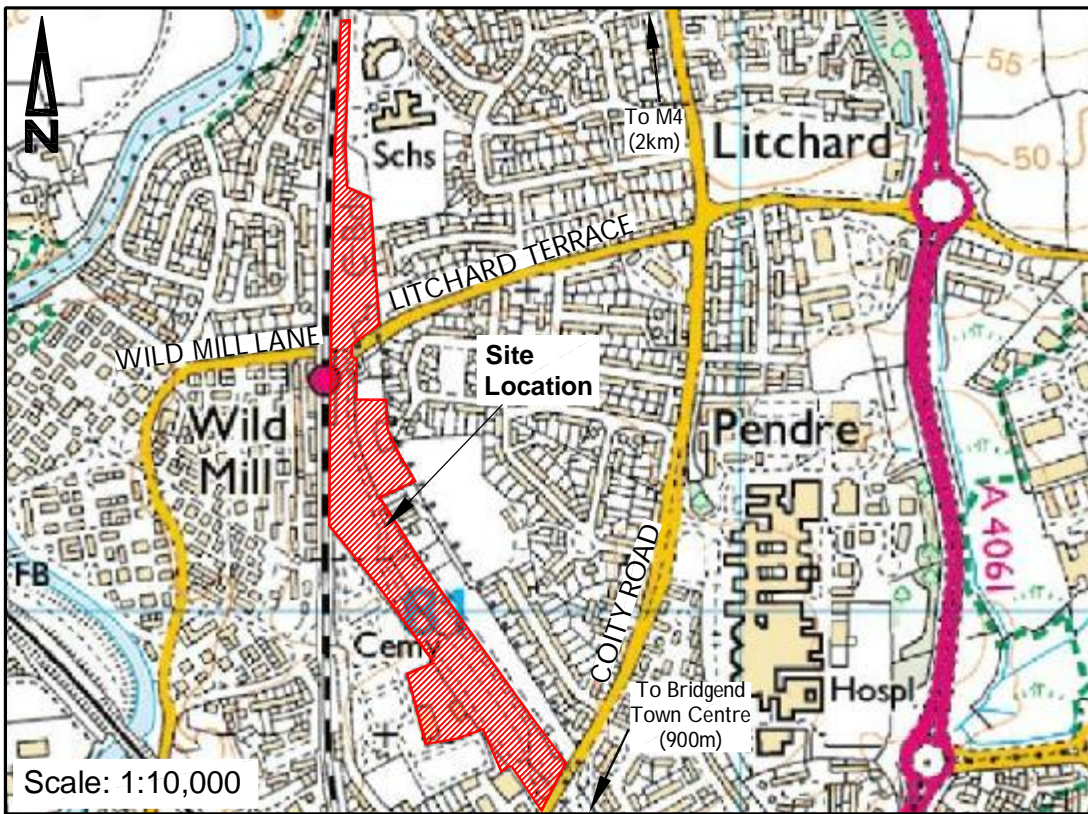 N
Schs
To M4
(2km)
Litchard
55
50
LITCHARD TERRACE
WILD MILL LANE
Site
Location
Wild
Mill
Pendre
A 4061
FB
COITY ROAD
Cemy
Hospl
To Bridgend
Town Centre
(900m)
Scale: 1:10,000